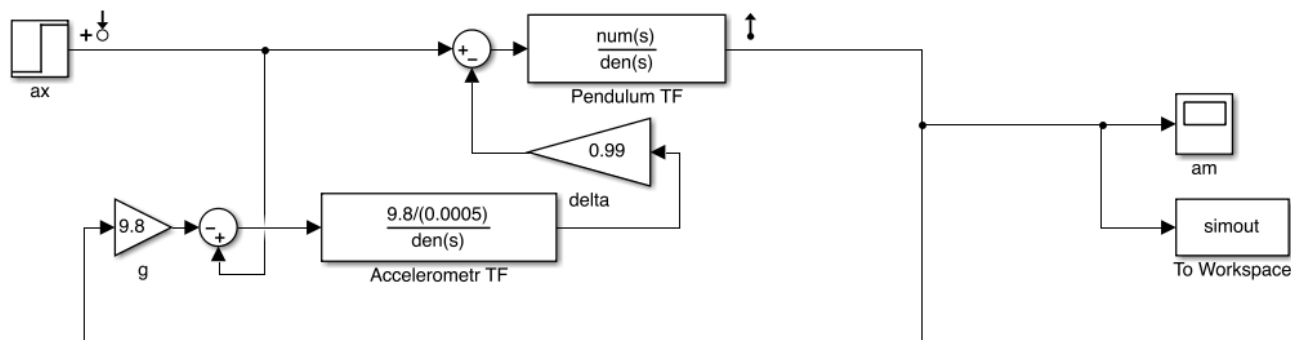 ax
+
+
−
num(s)
den(s)
Pendulum TF
0.99
delta
am
9.8
g
−
+
9.8/(0.0005)
den(s)
Accelerometr TF
simout
To Workspace